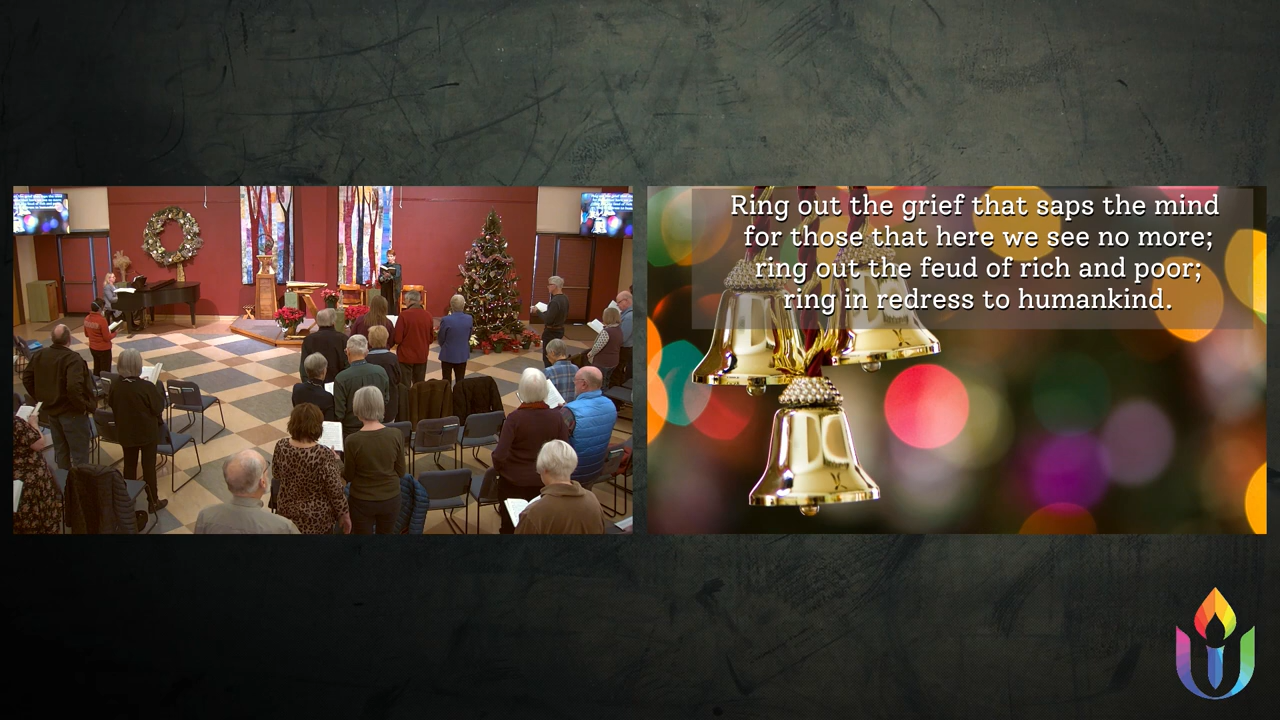 Ring out the grief that saps the mind
for those that here we see no more;
ring out the feud of rich and poor;
ring in redress to humankind.